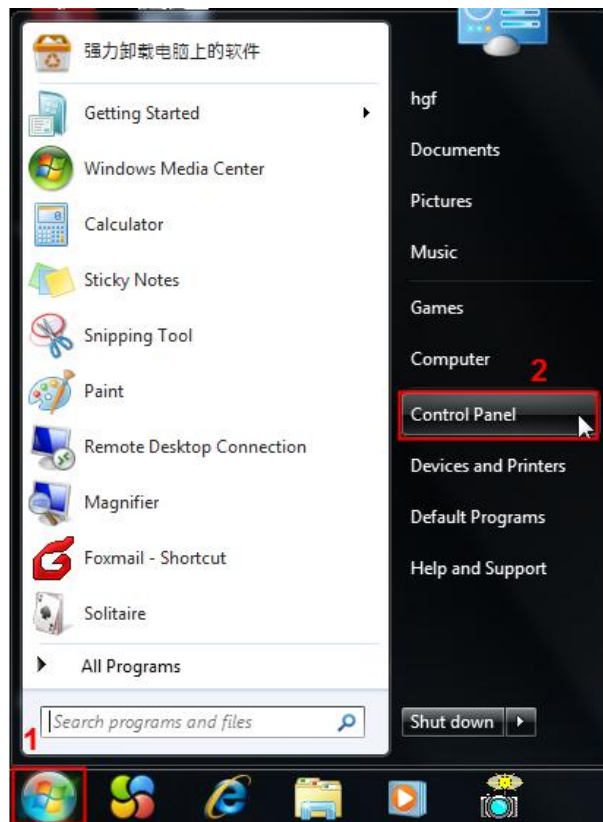 强力卸载电脑上的软件
Getting Started
Windows Media Center
Calculator
Sticky Notes
Snipping Tool
Paint
Remote Desktop Connection
Magnifier
Foxmail - Shortcut
Solitaire
All Programs
Search programs and files
1
hgf
Documents
Pictures
Music
Games
Computer
2
Control Panel
Devices and Printers
Default Programs
Help and Support
Shut down